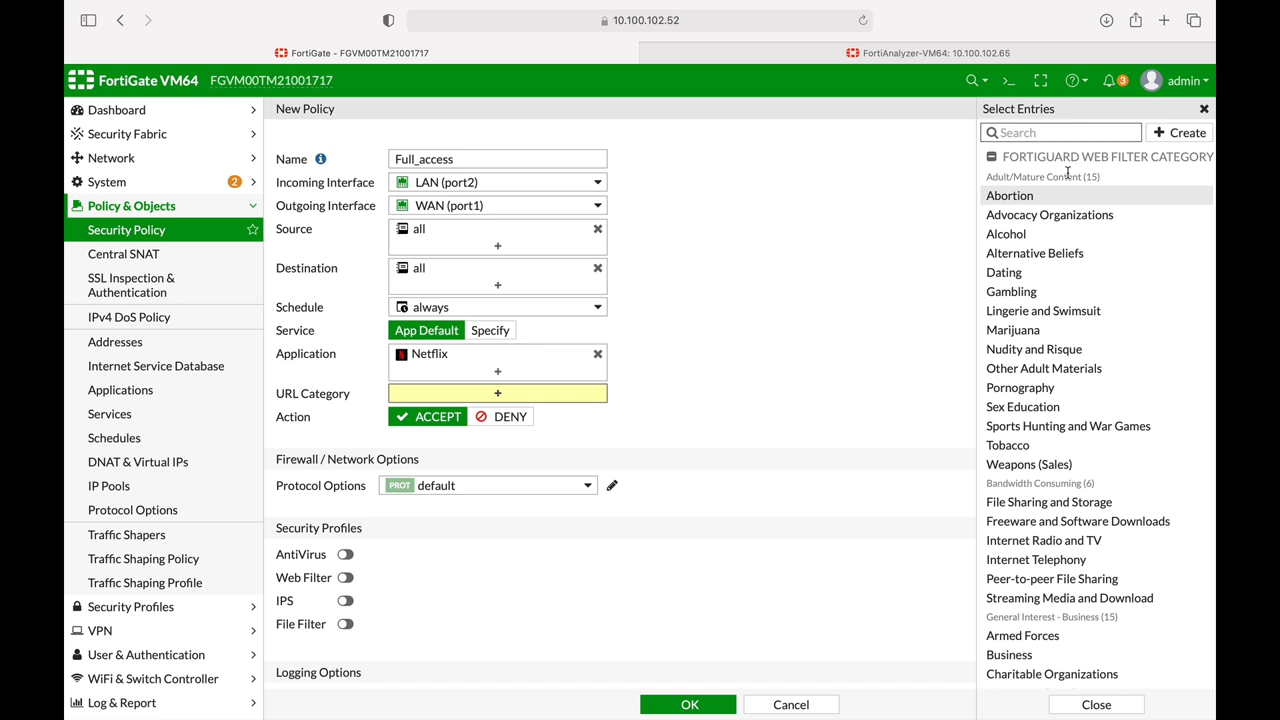 10.100.102.52
FortiGate - FGVM00TM21001717
FortiAnalyzer-VM64: 10.100.102.65
FortiGate VM64 FGVM00TM21001717
3 admin
Dashboard
Security Fabric
Network
System 2
Policy & Objects
Security Policy
Central SNAT
SSL Inspection &
Authentication
IPv4 DoS Policy
Addresses
Internet Service Database
Applications
Services
Schedules
DNAT & Virtual IPs
IP Pools
Protocol Options
Traffic Shapers
Traffic Shaping Policy
Traffic Shaping Profile
Security Profiles
VPN
User & Authentication
WiFi & Switch Controller
Log & Report
New Policy
Name Full_access
Incoming Interface LAN (port2)
Outgoing Interface WAN (port1)
Source all
+
Destination all
+
Schedule always
Service App Default Specify
Application Netflix
+
URL Category +
Action ACCEPT DENY
Firewall / Network Options
Protocol Options PROT default
Security Profiles
AntiVirus
Web Filter
IPS
File Filter
Logging Options
OK Cancel
Select Entries
Search + Create
FORTIGUARD WEB FILTER CATEGORY
Adult/Mature Content (15)
Abortion
Advocacy Organizations
Alcohol
Alternative Beliefs
Dating
Gambling
Lingerie and Swimsuit
Marijuana
Nudity and Risque
Other Adult Materials
Pornography
Sex Education
Sports Hunting and War Games
Tobacco
Weapons (Sales)
Bandwidth Consuming (6)
File Sharing and Storage
Freeware and Software Downloads
Internet Radio and TV
Internet Telephony
Peer-to-peer File Sharing
Streaming Media and Download
General Interest - Business (15)
Armed Forces
Business
Charitable Organizations
Close